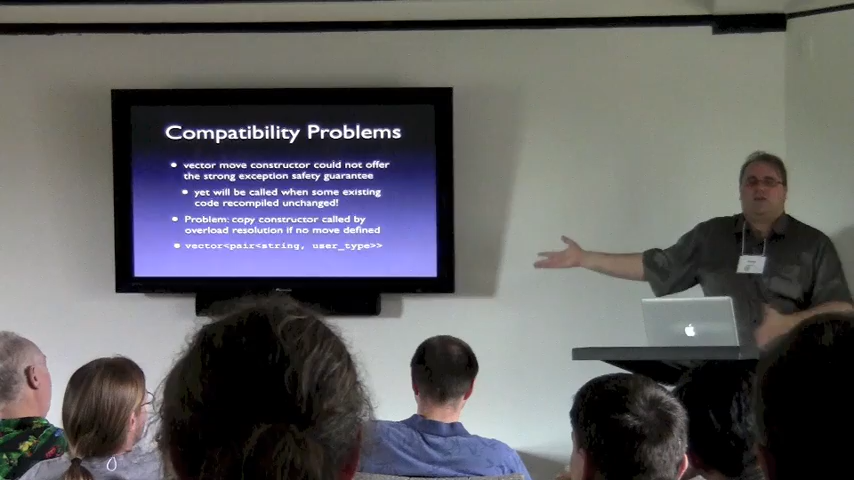 Compatibility Problems
• vector move constructor could not offer
the strong exception safety guarantee
• yet will be called when some existing
code recompiled unchanged!
• Problem: copy constructor called by
overload resolution if no move defined
• vector<pair<string, user_type>>